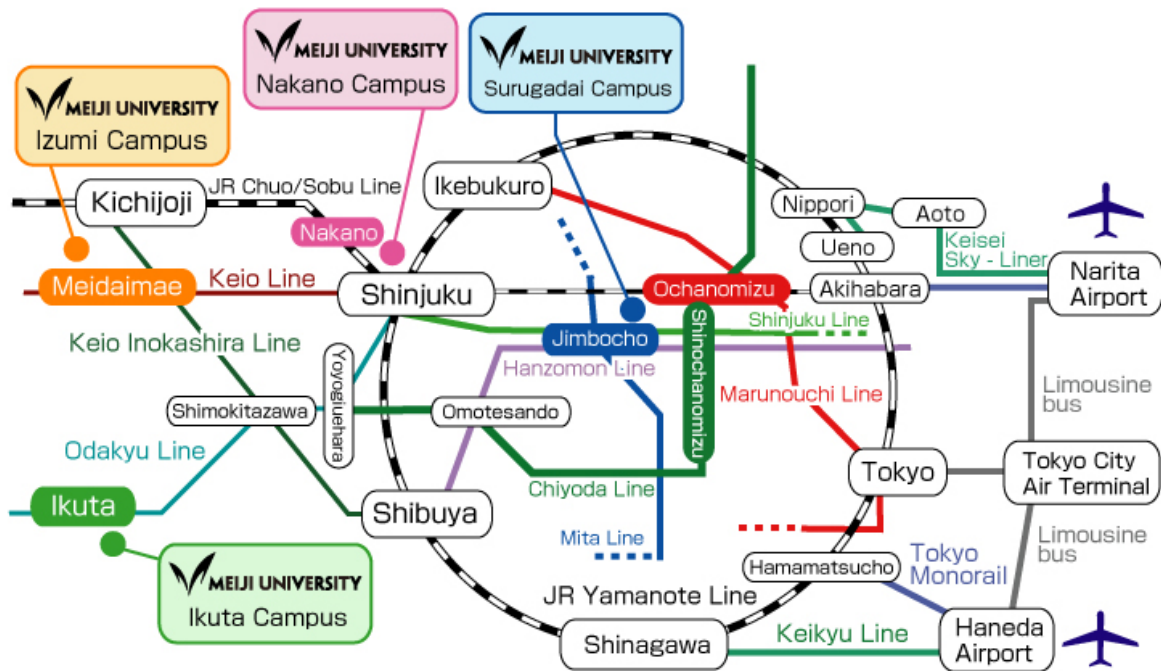 MEIJI UNIVERSITY
Nakano Campus
MEIJI UNIVERSITY
Surugadai Campus
MEIJI UNIVERSITY
Izumi Campus
JR Chuo/Sobu Line
Kichijoji
Ikebukuro
Nippori
Aoto
Nakano
Ueno
Keisei
Sky - Liner
Meidaimae
Keio Line
Shinjuku
Ochanomizu
Akihabara
Narita
Airport
Shinjuku Line
Keio Inokashira Line
Jimbocho
Shinochanomizu
Hanzomon Line
Yoyogiuehara
Marunouchi Line
Limousine
bus
Shimokitazawa
Omotesando
Odakyu Line
Tokyo
Tokyo City
Air Terminal
Chiyoda Line
Ikuta
Shibuya
Mita Line
Limousine
bus
Hamamatsucho
Tokyo
Monorail
MEIJI UNIVERSITY
Ikuta Campus
JR Yamanote Line
Shinagawa
Keikyu Line
Haneda
Airport